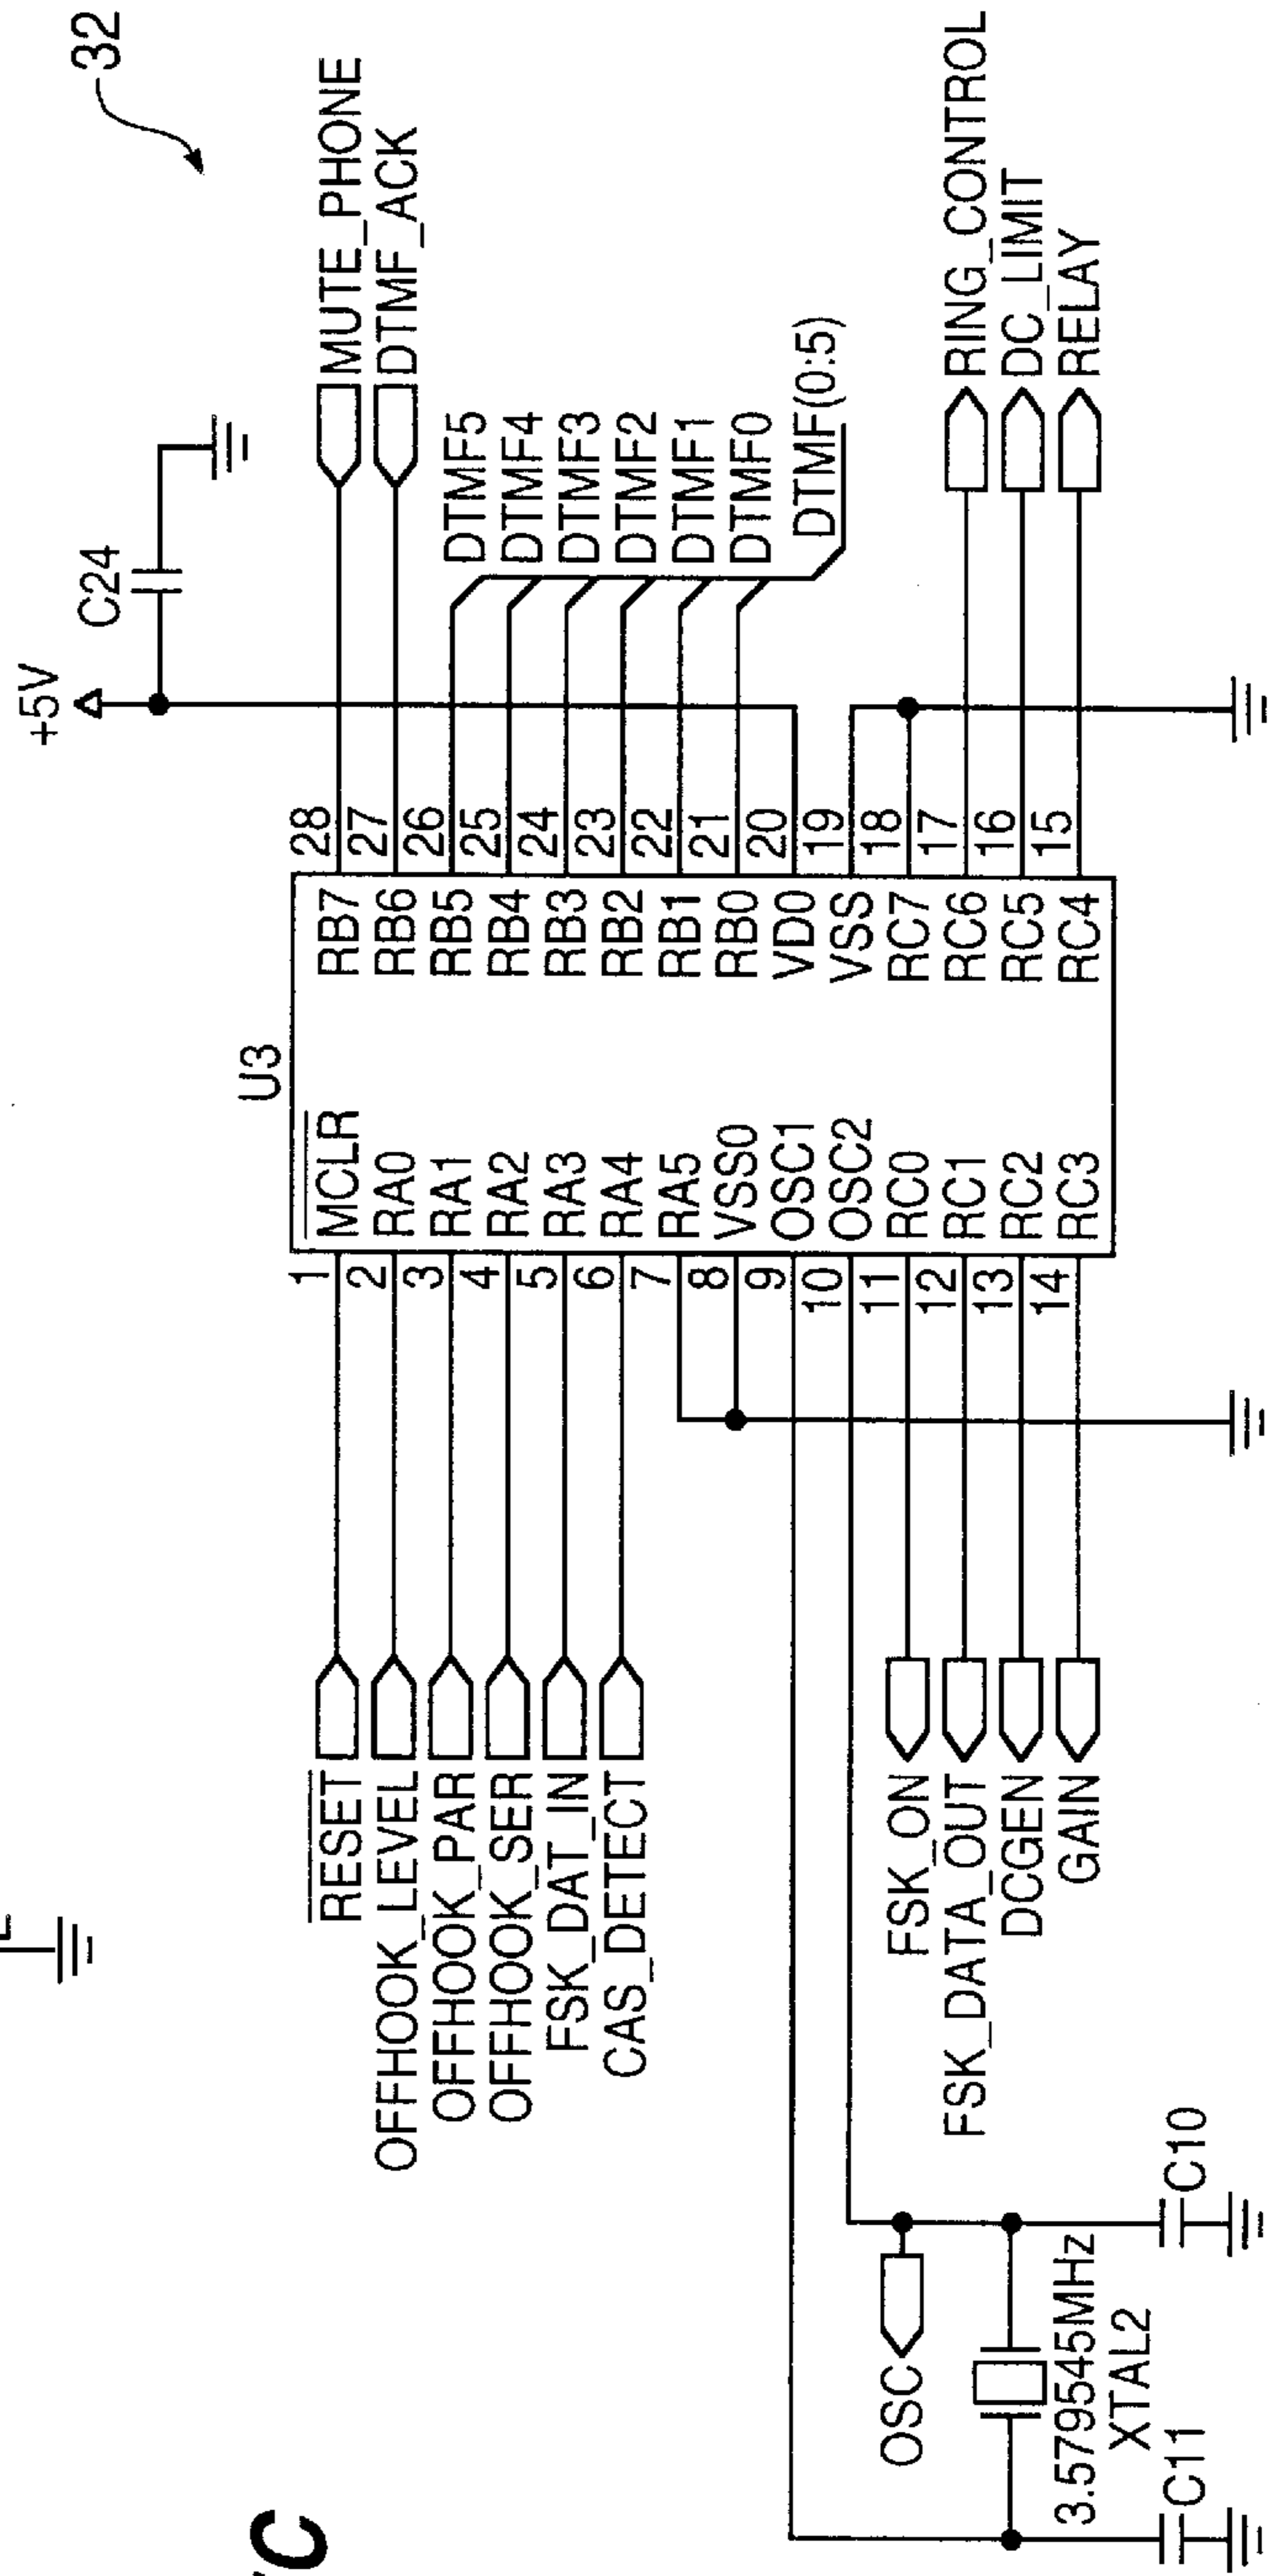 32
+5V
C24
U3
RESET
OFFHOOK_LEVEL
OFFHOOK_PAR
OFFHOOK_SER
FSK_DAT_IN
CAS_DETECT
1
2
3
4
5
6
7
8
9
10
11
12
13
14
MCLR
RA0
RA1
RA2
RA3
RA4
RA5
VSS0
OSC1
OSC2
RC0
RC1
RC2
RC3
RB7
RB6
RB5
RB4
RB3
RB2
RB1
RB0
VD0
VSS
RC7
RC6
RC5
RC4
28
27
26
25
24
23
22
21
20
19
18
17
16
15
MUTE_PHONE
DTMF_ACK
DTMF5
DTMF4
DTMF3
DTMF2
DTMF1
DTMF0
DTMF(0:5)
RING_CONTROL
DC_LIMIT
RELAY
FSK_ON
FSK_DATA_OUT
DCGEN
GAIN
OSC
3.579545MHz
XTAL2
C11
C10